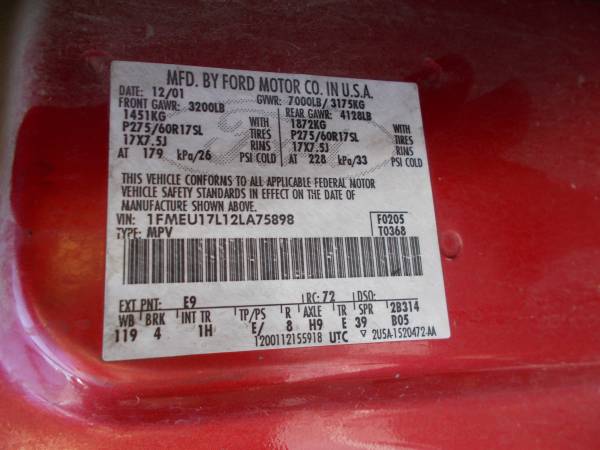 MFD. BY FORD MOTOR CO. IN U.S.A.
DATE: 12/01 GVWR: 7000LB/ 3175KG
FRONT GAWR: 3200LB REAR GAWR: 4128LB
1451KG WITH 1872KG WITH
P275/60R17SL TIRES P275/60R17SL TIRES
17X7.5J RIMS 17X7.5J RIMS
AT 179 kPa/26 PSI COLD AT 228 kPa/33 PSI COLD
THIS VEHICLE CONFORMS TO ALL APPLICABLE FEDERAL MOTOR
VEHICLE SAFETY STANDARDS IN EFFECT ON THE DATE OF
MANUFACTURE SHOWN ABOVE.
VIN: 1FMEU17L12LA75898 F0205
TYPE: MPV T0368
EXT PNT: E9 RC: 72 DSO:
WB BRK INT TR TP/PS R AXLE TR SPR 2B314
119 4 1H E/ 8 H9 E 39 B05
1200112155918 UTC ▽ 2U5A-1520472-AA